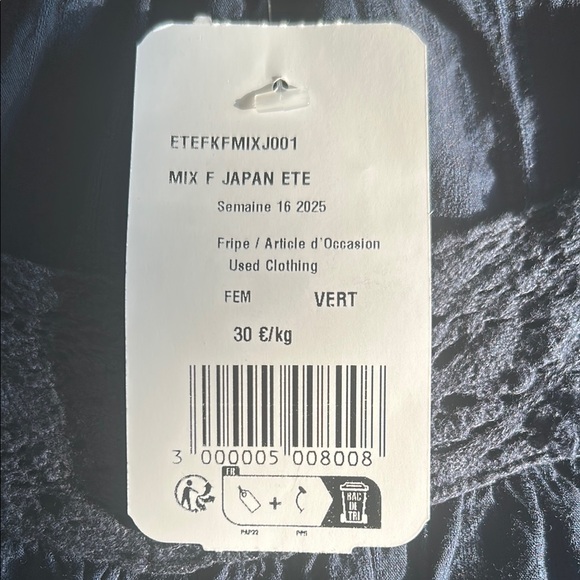 ETEFKFMIXJ001
MIX F JAPAN ETE
Semaine 16 2025
Fripe / Article d'Occasion
Used Clothing
FEM VERT
30 €/kg
3 000005 008008
FR
+
BAC DE TRI
PAP22